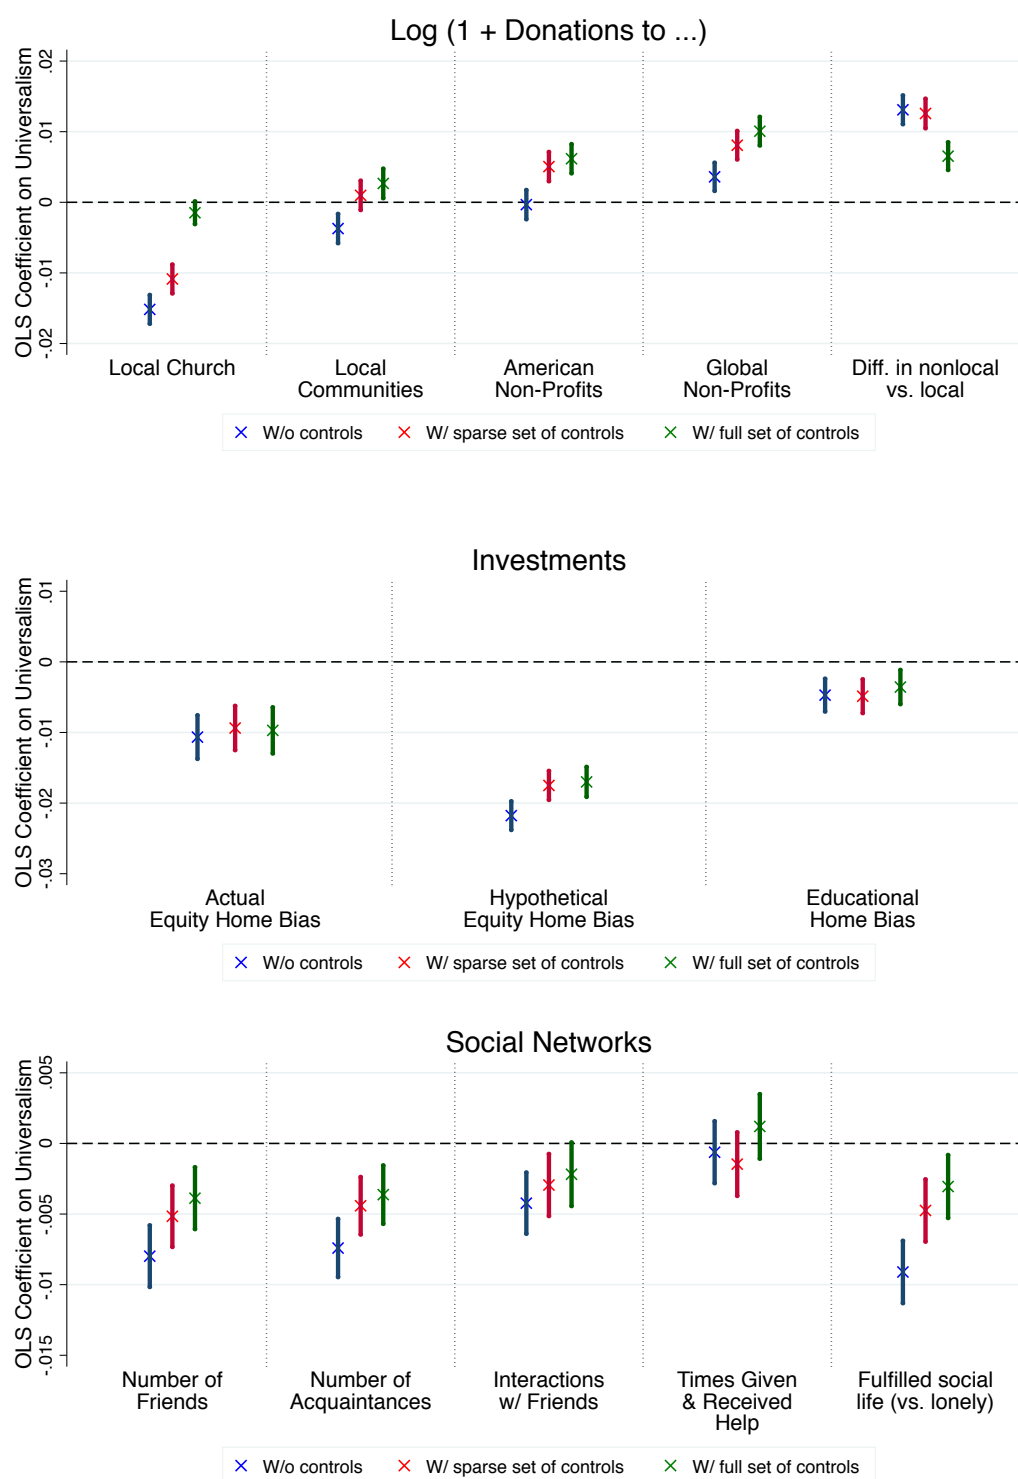 Log (1 + Donations to ...)
OLS Coefficient on Universalism
.02
.01
0
-.01
-.02
Local Church
Local
Communities
American
Non-Profits
Global
Non-Profits
Diff. in nonlocal
vs. local
W/o controls W/ sparse set of controls W/ full set of controls
Investments
OLS Coefficient on Universalism
.01
0
-.01
-.02
-.03
Actual
Equity Home Bias
Hypothetical
Equity Home Bias
Educational
Home Bias
W/o controls W/ sparse set of controls W/ full set of controls
Social Networks
OLS Coefficient on Universalism
.005
0
-.005
-.01
-.015
Number of
Friends
Number of
Acquaintances
Interactions
w/ Friends
Times Given
& Received
Help
Fulfilled social
life (vs. lonely)
W/o controls W/ sparse set of controls W/ full set of controls